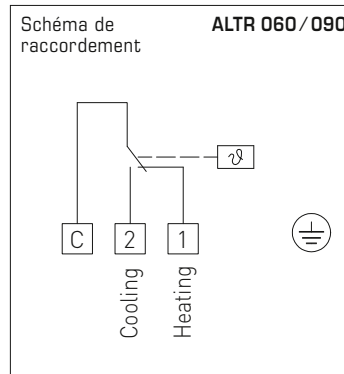 Schéma de
raccordement
ALTR 060/090
ϑ
C
2
1
Cooling
Heating